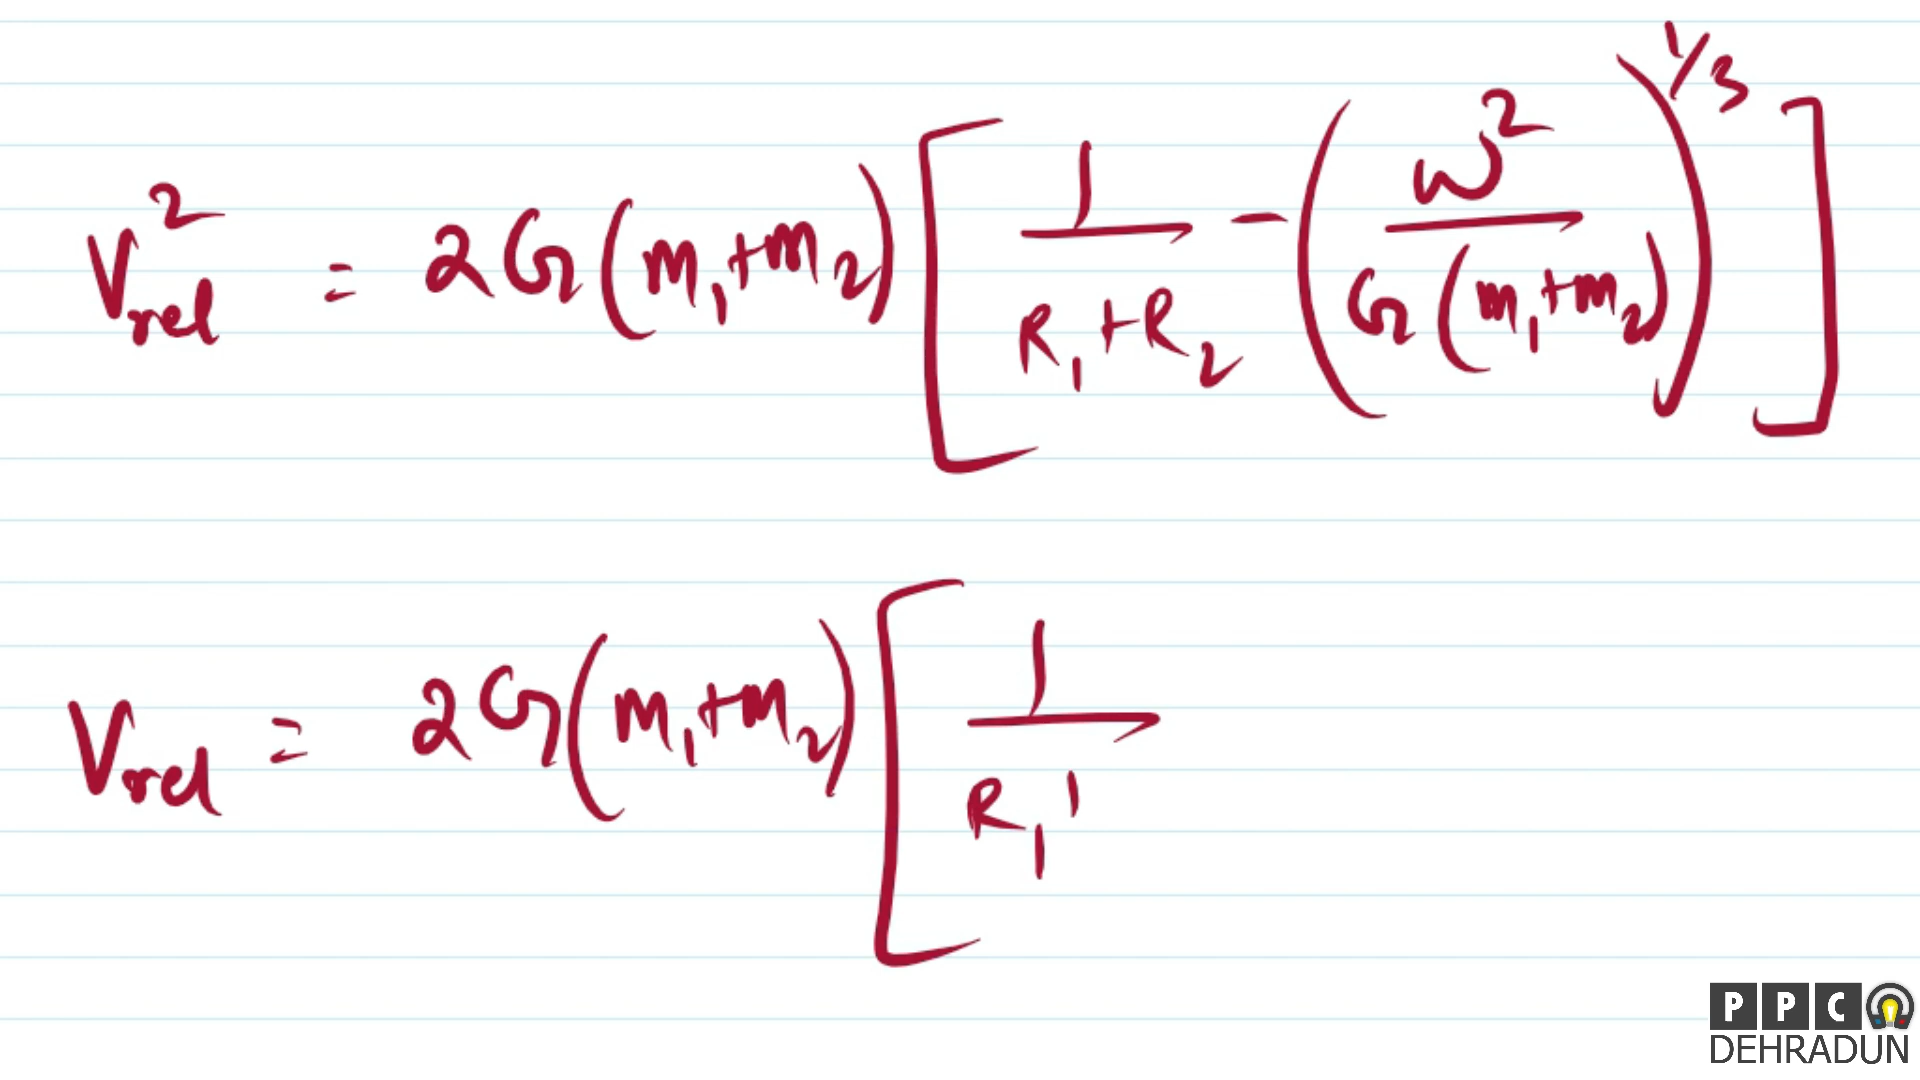 V_rel^2 = 2G(m_1+m_2) [ 1/(R_1+R_2) - ( ω^2/(G(m_1+m_2)) )^(1/3) ]
V_rel = 2G(m_1+m_2) [ 1/(R_1 '
PPC
DEHRADUN